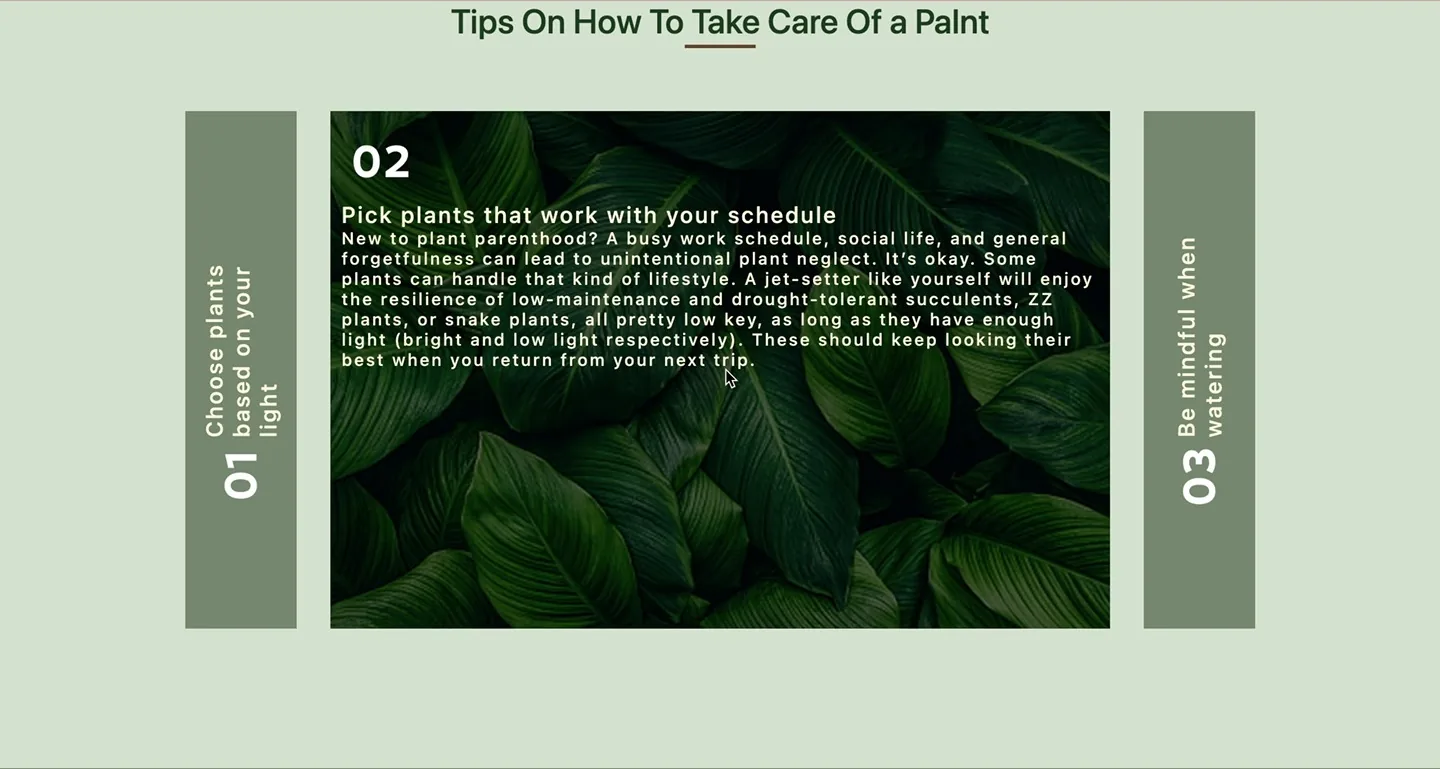 Tips On How To Take Care Of a Palnt
01
Choose plants
based on your
light
02
Pick plants that work with your schedule
New to plant parenthood? A busy work schedule, social life, and general
forgetfulness can lead to unintentional plant neglect. It’s okay. Some
plants can handle that kind of lifestyle. A jet-setter like yourself will enjoy
the resilience of low-maintenance and drought-tolerant succulents, ZZ
plants, or snake plants, all pretty low key, as long as they have enough
light (bright and low light respectively). These should keep looking their
best when you return from your next trip.
03
Be mindful when
watering